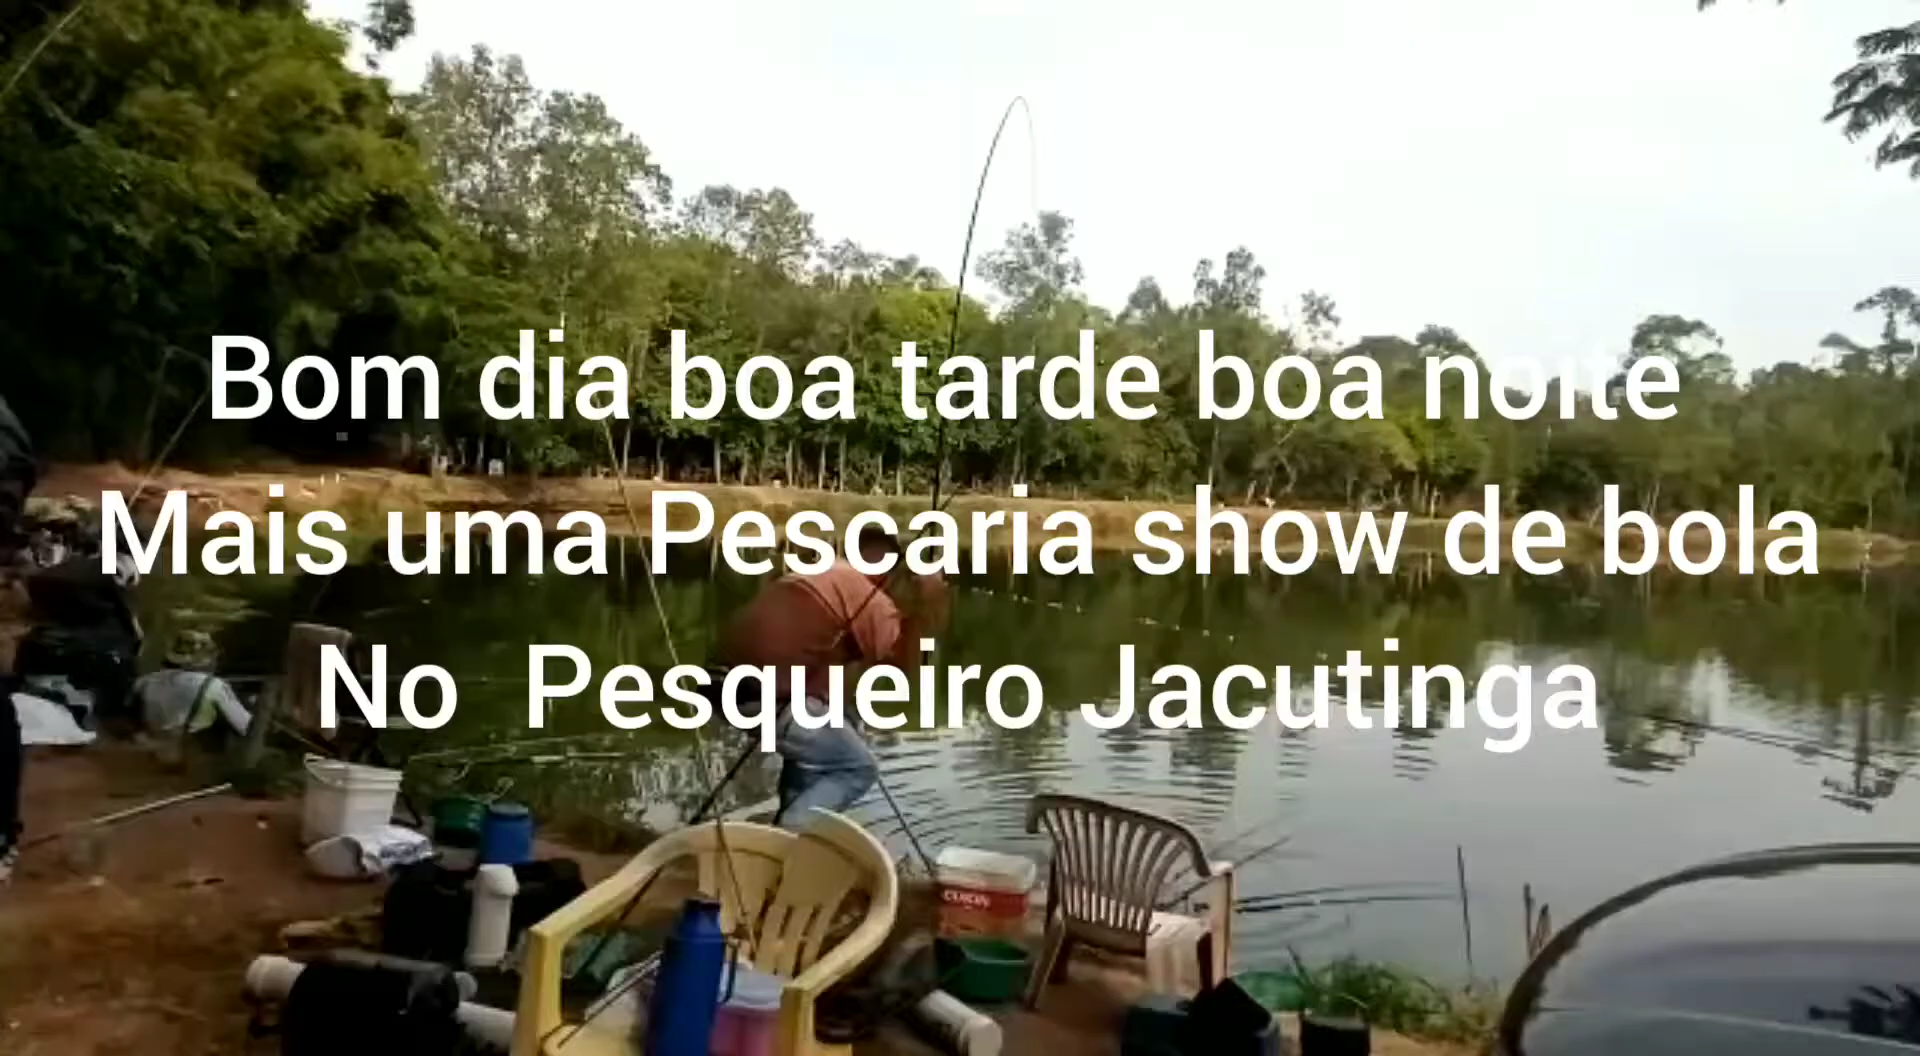 Bom dia boa tarde boa noite
Mais uma Pescaria show de bola
No Pesqueiro Jacutinga